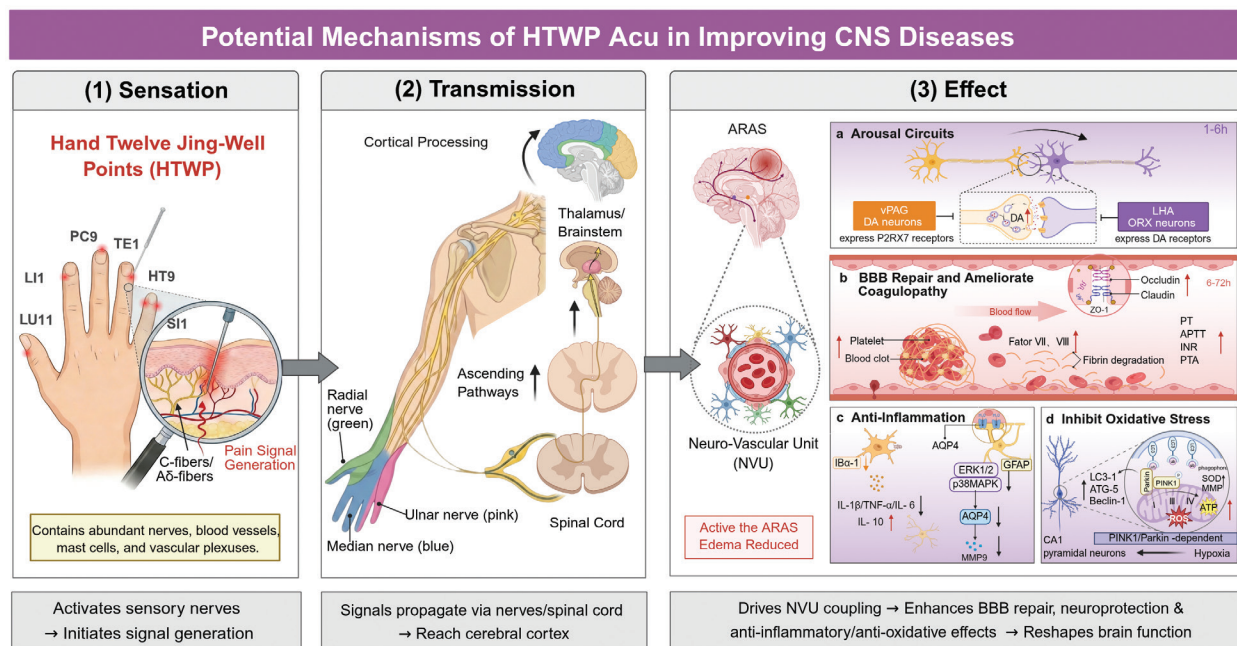 Potential Mechanisms of HTWP Acu in Improving CNS Diseases
(1) Sensation
Hand Twelve Jing-Well
Points (HTWP)
PC9
TE1
LI1
HT9
LU11
SI1
Pain Signal
Generation
C-fibers/
Aδ-fibers
Contains abundant nerves, blood vessels,
mast cells, and vascular plexuses.
Activates sensory nerves
→ Initiates signal generation
(2) Transmission
Cortical Processing
Thalamus/
Brainstem
Ascending
Pathways
Radial
nerve
(green)
Ulnar nerve (pink)
Spinal Cord
Median nerve (blue)
Signals propagate via nerves/spinal cord
→ Reach cerebral cortex
(3) Effect
ARAS
Neuro-Vascular Unit
(NVU)
Active the ARAS
Edema Reduced
a Arousal Circuits
1-6h
vPAG
DA neurons
express P2RX7 receptors
DA
LHA
ORX neurons
express DA receptors
b BBB Repair and Ameliorate
Coagulopathy
6-72h
Occludin
Claudin
ZO-1
Blood flow
Platelet
Blood clot
Fator VII、VIII
Fibrin degradation
PT
APTT
INR
PTA
c Anti-Inflammation
AQP4
IBα-1
ERK1/2
p38MAPK
GFAP
IL-1β/TNF-α/IL- 6
IL- 10
AQP4
MMP9
d Inhibit Oxidative Stress
phagophore
LC3-1
ATG-5
Beclin-1
Parkin
PINK1
P
SOD
MMP
I
III
IV
ROS
ATP
CA1
pyramidal neurons
PINK1/Parkin -dependent
Hypoxia
Drives NVU coupling → Enhances BBB repair, neuroprotection &
anti-inflammatory/anti-oxidative effects → Reshapes brain function